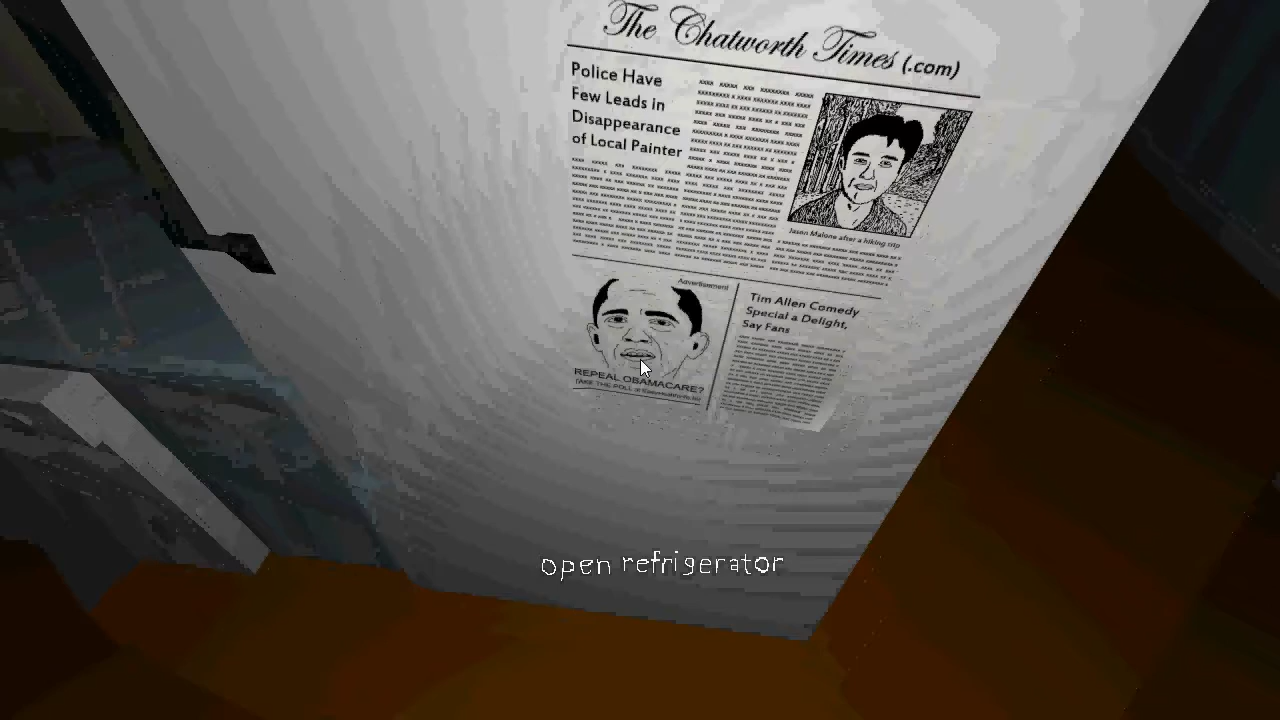 The Chatworth Times (.com)
Police Have
Few Leads in
Disappearance
of Local Painter
Jason Malone after a hiking trip
Advertisement
REPEAL OBAMACARE?
TAKE THE POLL at
Tim Allen Comedy
Special a Delight,
Say Fans
open refrigerator